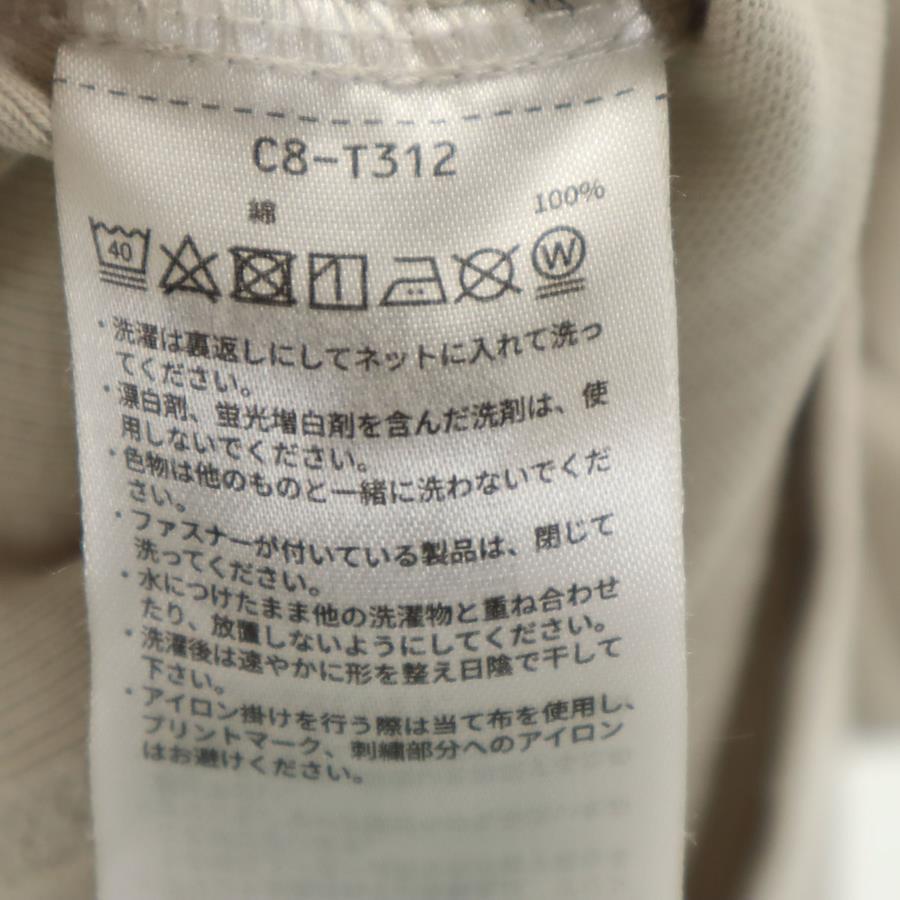 C8-T312
綿 100%
40
W
・洗濯は裏返しにしてネットに入れて洗っ
てください。
・漂白剤、蛍光増白剤を含んだ洗剤は、使
用しないでください。
・色物は他のものと一緒に洗わないでくだ
さい。
・ファスナーが付いている製品は、閉じて
洗ってください。
・水につけたまま他の洗濯物と重ね合わせ
たり、放置しないようにしてください。
・洗濯後は速やかに形を整え日陰で干して
下さい。
・アイロン掛けを行う際は当て布を使用し、
プリントマーク、刺繍部分へのアイロン
はお避けください。